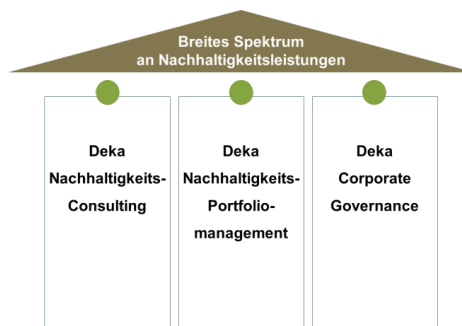 Breites Spektrum
an Nachhaltigkeitsleistungen
Deka
Nachhaltigkeits-
Consulting
Deka
Nachhaltigkeits-
Portfolio-
management
Deka
Corporate
Governance